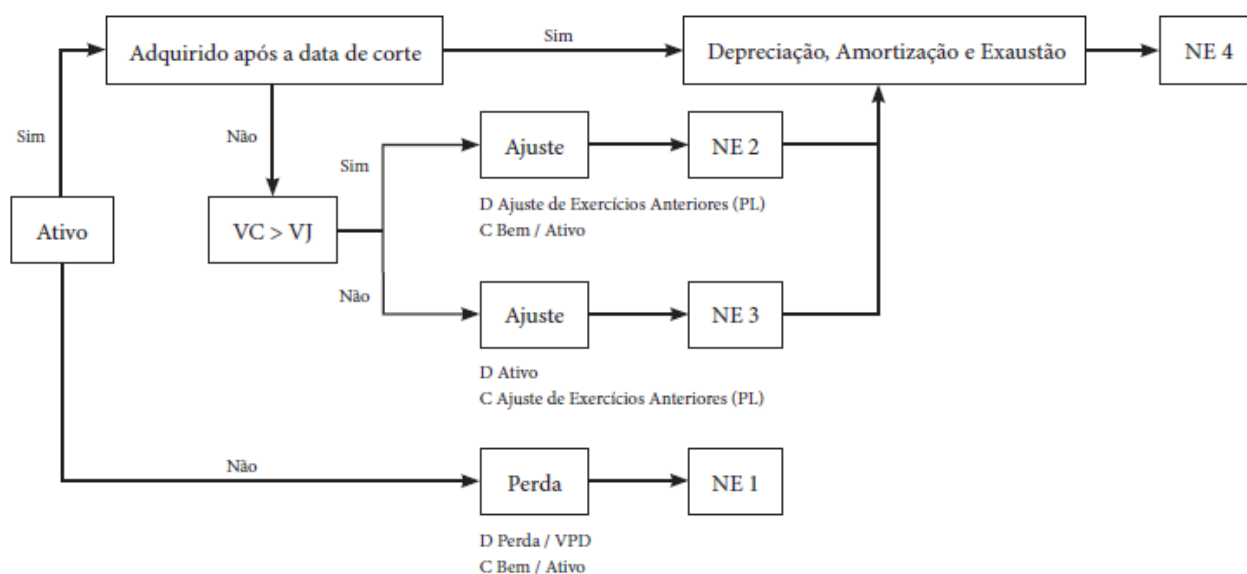 Adquirido após a data de corte
Sim
Depreciação, Amortização e Exaustão
NE 4
Sim
Não
Sim
Ajuste
NE 2
D Ajuste de Exercícios Anteriores (PL)
C Bem / Ativo
Ativo
VC > VJ
Não
Ajuste
NE 3
D Ativo
C Ajuste de Exercícios Anteriores (PL)
Não
Perda
NE 1
D Perda / VPD
C Bem / Ativo